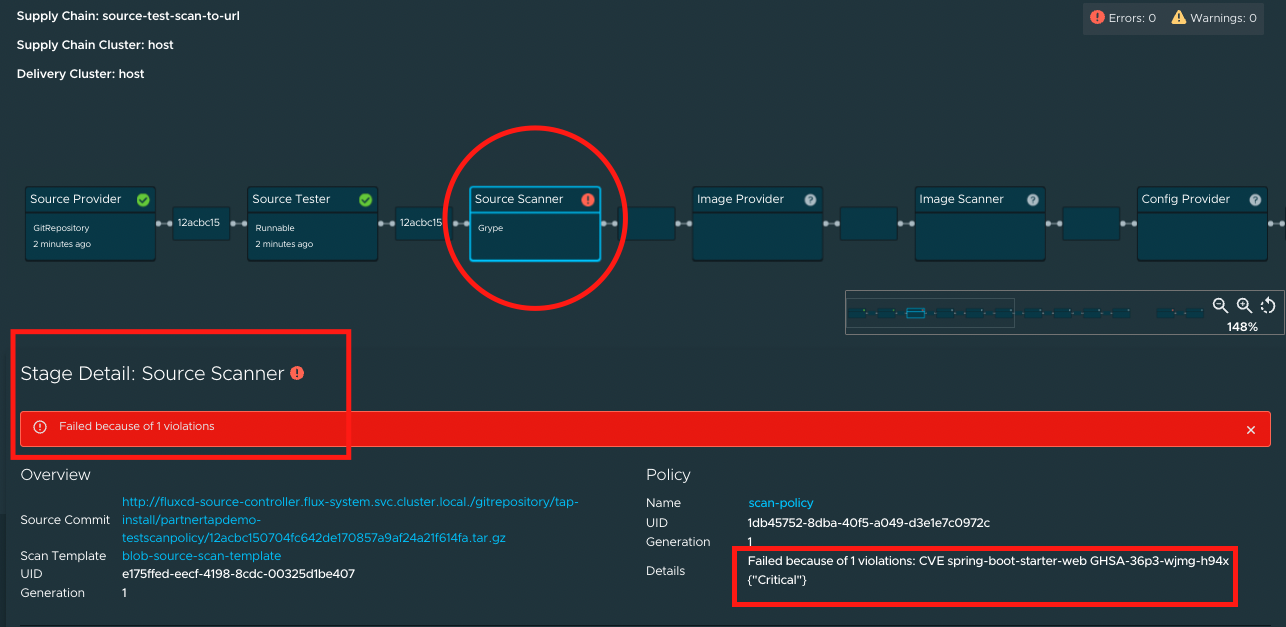 Supply Chain: source-test-scan-to-url
Errors: 0 Warnings: 0
Supply Chain Cluster: host
Delivery Cluster: host
Source Provider
GitRepository
2 minutes ago
12acbc15
Source Tester
Runnable
2 minutes ago
12acbc15
Source Scanner
Grype
Image Provider
Image Scanner
Config Provider
148%
Stage Detail: Source Scanner
Failed because of 1 violations
Overview
Source Commit
http://fluxcd-source-controller.flux-system.svc.cluster.local./gitrepository/tap-
install/partnertapdemo-
testscanpolicy/12acbc150704fc642de170857a9af24a21f614fa.tar.gz
Scan Template blob-source-scan-template
UID e175ffed-eecf-4198-8cdc-00325d1be407
Generation 1
Policy
Name scan-policy
UID 1db45752-8dba-40f5-a049-d3e1e7c0972c
Generation 1
Details
Failed because of 1 violations: CVE spring-boot-starter-web GHSA-36p3-wjmg-h94x
{"Critical"}